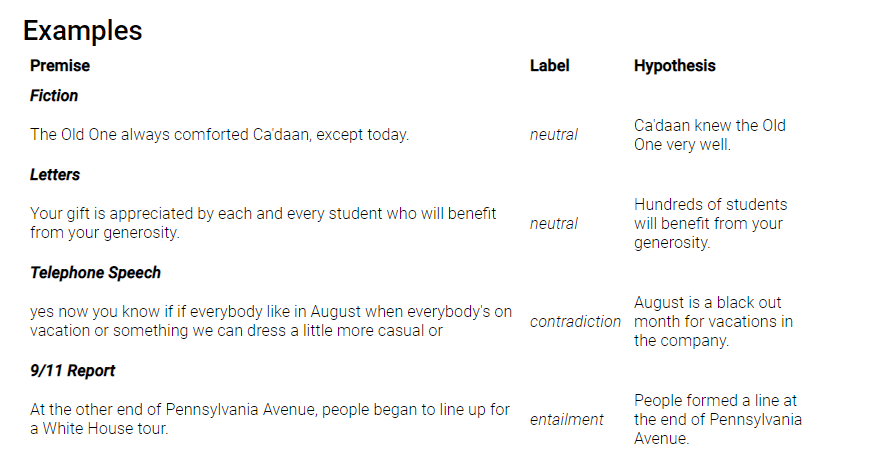 Examples
Premise Label Hypothesis
Fiction
The Old One always comforted Ca'daan, except today. neutral Ca'daan knew the Old
One very well.
Letters
Your gift is appreciated by each and every student who will benefit
from your generosity.
neutral
Hundreds of students
will benefit from your
generosity.
Telephone Speech
yes now you know if if everybody like in August when everybody's on
vacation or something we can dress a little more casual or
contradiction
August is a black out
month for vacations in
the company.
9/11 Report
At the other end of Pennsylvania Avenue, people began to line up for
a White House tour.
entailment
People formed a line at
the end of Pennsylvania
Avenue.